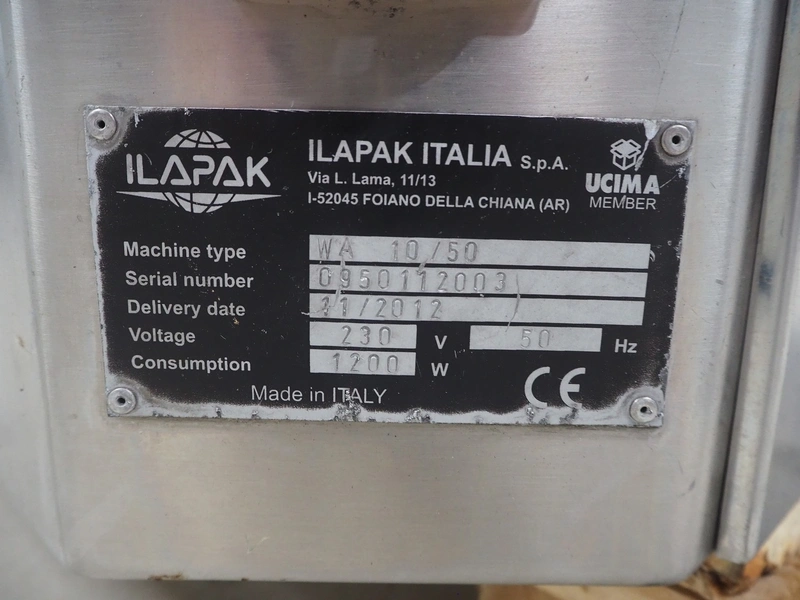 ILAPAK
ILAPAK ITALIA S.p.A.
Via L. Lama, 11/13
I-52045 FOIANO DELLA CHIANA (AR)
UCIMA
MEMBER
Machine type WA 10/50
Serial number 0950112003
Delivery date 11/2012
Voltage 230 V 50 Hz
Consumption 1200 W
Made in ITALY
CE